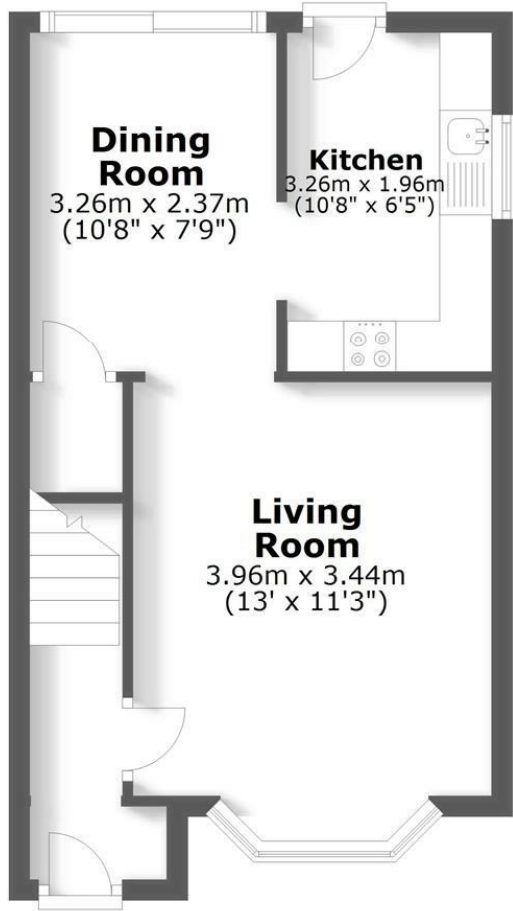 Dining
Room
3.26m x 2.37m
(10'8" x 7'9")
Kitchen
3.26m x 1.96m
(10'8" x 6'5")
Living
Room
3.96m x 3.44m
(13' x 11'3")